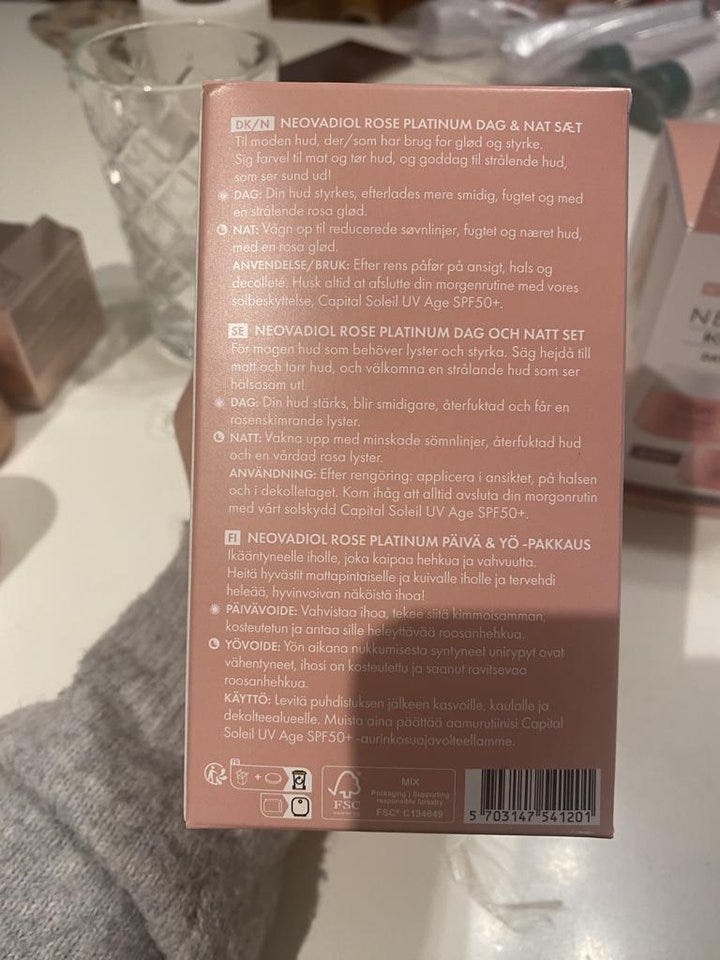 DK/N NEOVADIOL ROSE PLATINUM DAG & NAT SÆT
Til moden hud, der/som har brug for glød og styrke.
Sig farvel til mat og tør hud, og goddag til strålende hud,
som ser sund ud!
DAG: Din hud styrkes, efterlades mere smidig, fugtet og med
en strålende rosa glød.
NAT: Vågn op til reducerede søvnlinjer, fugtet og næret hud,
med en rosa glød.
ANVENDELSE/BRUK: Efter rens påfør på ansigt, hals og
decolleté. Husk altid at afslutte din morgenrutine med vores
solbeskyttelse, Capital Soleil UV Age SPF50+.
SE NEOVADIOL ROSE PLATINUM DAG OCH NATT SET
För mogen hud som behöver lyster och styrka. Säg hejdå till
matt och torr hud, och välkomna en strålande hud som ser
hälsosam ut!
DAG: Din hud stärks, blir smidigare, återfuktad och får en
rosenskimrande lyster.
NATT: Vakna upp med minskade sömnlinjer, återfuktad hud
och en vårdad rosa lyster.
ANVÄNDNING: Efter rengöring: applicera i ansiktet, på halsen
och i dekolletaget. Kom ihåg att alltid avsluta din morgonrutin
med vårt solskydd Capital Soleil UV Age SPF50+.
FI NEOVADIOL ROSE PLATINUM PÄIVÄ & YÖ -PAKKAUS
Ikääntyneelle iholle, joka kaipaa hehkua ja vahvuutta.
Heitä hyvästit mattapintaiselle ja kuivalle iholle ja tervehdi
heleää, hyvinvoivan näköistä ihoa!
PÄIVÄVOIDE: Vahvistaa ihoa, tekee siitä kimmoisamman,
kosteutetun ja antaa sille heleyttävää roosanhehkua.
YÖVOIDE: Yön aikana nukkumisesta syntyneet unirypyt ovat
vähentyneet, ihosi on kosteutettu ja saanut ravitsevaa
roosanhehkua.
KÄYTTÖ: Levitä puhdistuksen jälkeen kasvoille, kaulalle ja
dekolteealueelle. Muista aina päättää aamurutiinisi Capital
Soleil UV Age SPF50+ -aurinkosuojavoiteellamme.
FR
FSC
MIX
Packaging | Supporting
responsible forestry
FSC® C134649
5 703147 541201